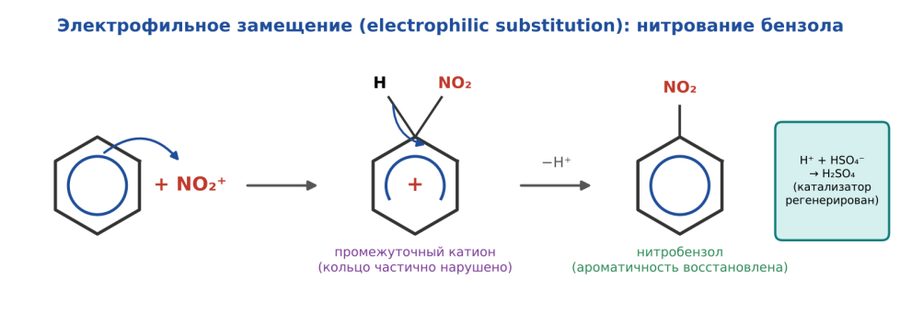 Электрофильное замещение (electrophilic substitution): нитрование бензола
H
NO₂
NO₂
+ NO₂⁺
+
−H⁺
H⁺ + HSO₄⁻
→ H₂SO₄
(катализатор
регенерирован)
промежуточный катион
(кольцо частично нарушено)
нитробензол
(ароматичность восстановлена)